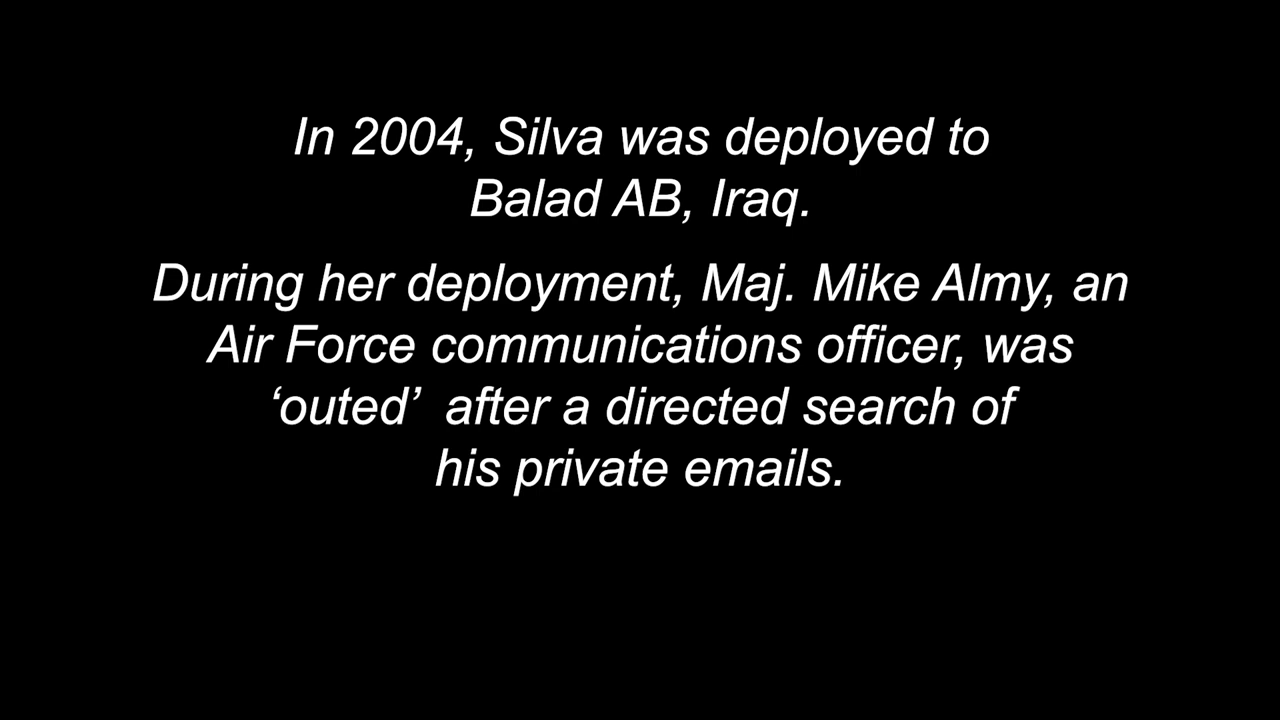 In 2004, Silva was deployed to
Balad AB, Iraq.
During her deployment, Maj. Mike Almy, an
Air Force communications officer, was
‘outed’  after a directed search of
his private emails.